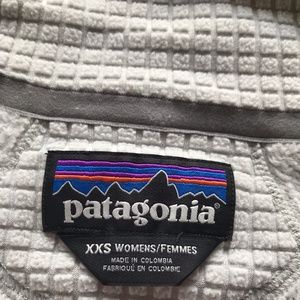 patagonia®
XXS WOMENS/FEMMES
MADE IN COLOMBIA
FABRIQUÉ EN COLOMBIE